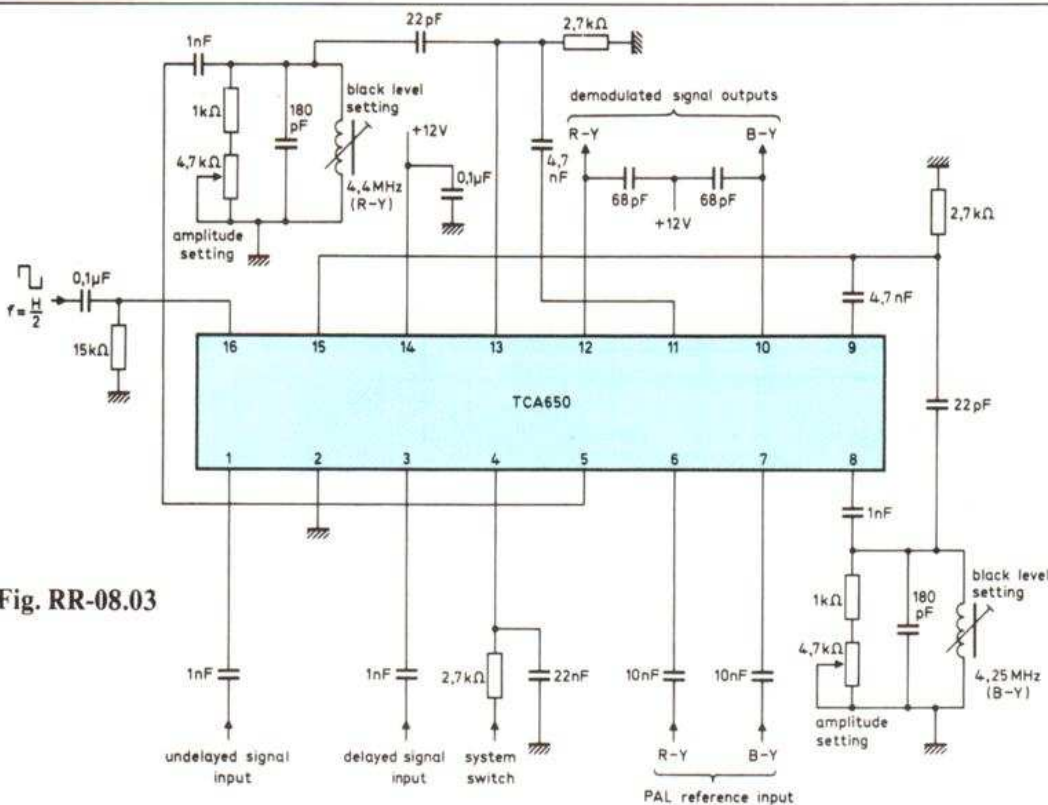 22pF
2,7kΩ
1nF
black level
setting
demodulated signal outputs
R-Y
B-Y
1kΩ
180
pF
+12V
4,7
nF
4,7kΩ
0,1µF
68pF
68pF
+12V
2,7kΩ
4,4MHz
(R-Y)
amplitude
setting
0,1µF
f = H/2
4,7nF
15kΩ
16
15
14
13
12
11
10
9
TCA650
22pF
1
2
3
4
5
6
7
8
1nF
Fig. RR-08.03
black level
setting
1kΩ
180
pF
1nF
1nF
2,7kΩ
22nF
10nF
10nF
4,7kΩ
4,25MHz
(B-Y)
amplitude
setting
undelayed signal
input
delayed signal
input
system
switch
R-Y
B-Y
PAL reference input